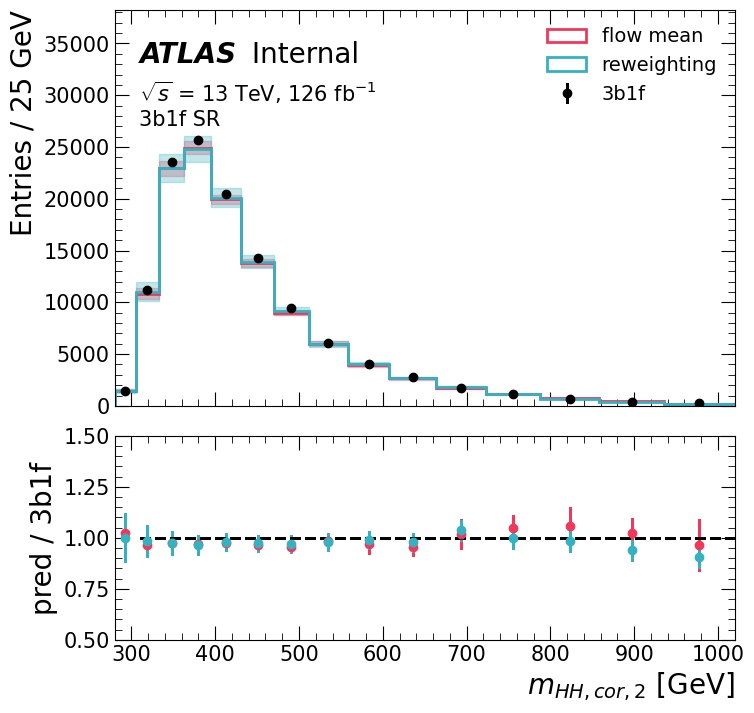 Entries / 25 GeV
35000
30000
25000
20000
15000
10000
5000
0
ATLAS Internal
√s = 13 TeV, 126 fb⁻¹
3b1f SR
flow mean
reweighting
3b1f
pred / 3b1f
1.50
1.25
1.00
0.75
0.50
300 400 500 600 700 800 900 1000
m_{HH,cor,2} [GeV]